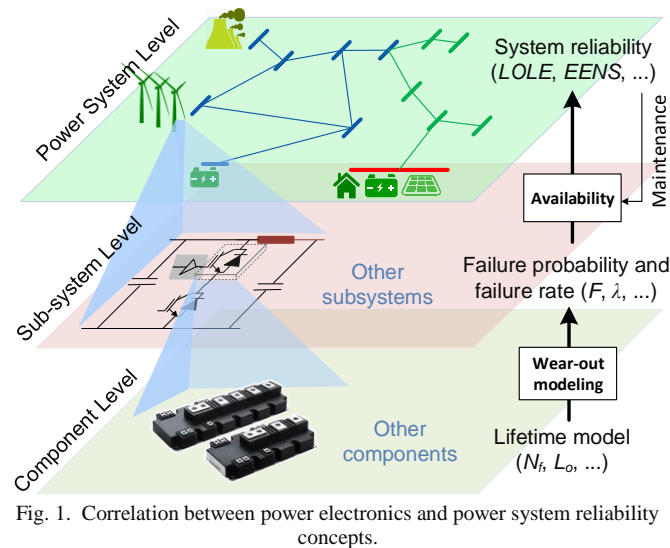 Power System Level
System reliability
(LOLE, EENS, ...)
Maintenance
Availability
Sub-system Level
Other
subsystems
Failure probability and
failure rate (F, λ, ...)
Wear-out
modeling
Component Level
Other
components
Lifetime model
(Nf, Lo, ...)
Fig. 1. Correlation between power electronics and power system reliability
concepts.